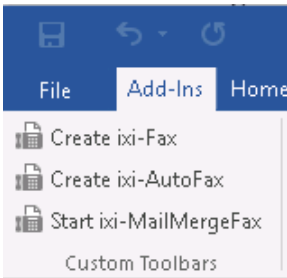 File Add-Ins Home
Create ixi-Fax
Create ixi-AutoFax
Start ixi-MailMergeFax
Custom Toolbars